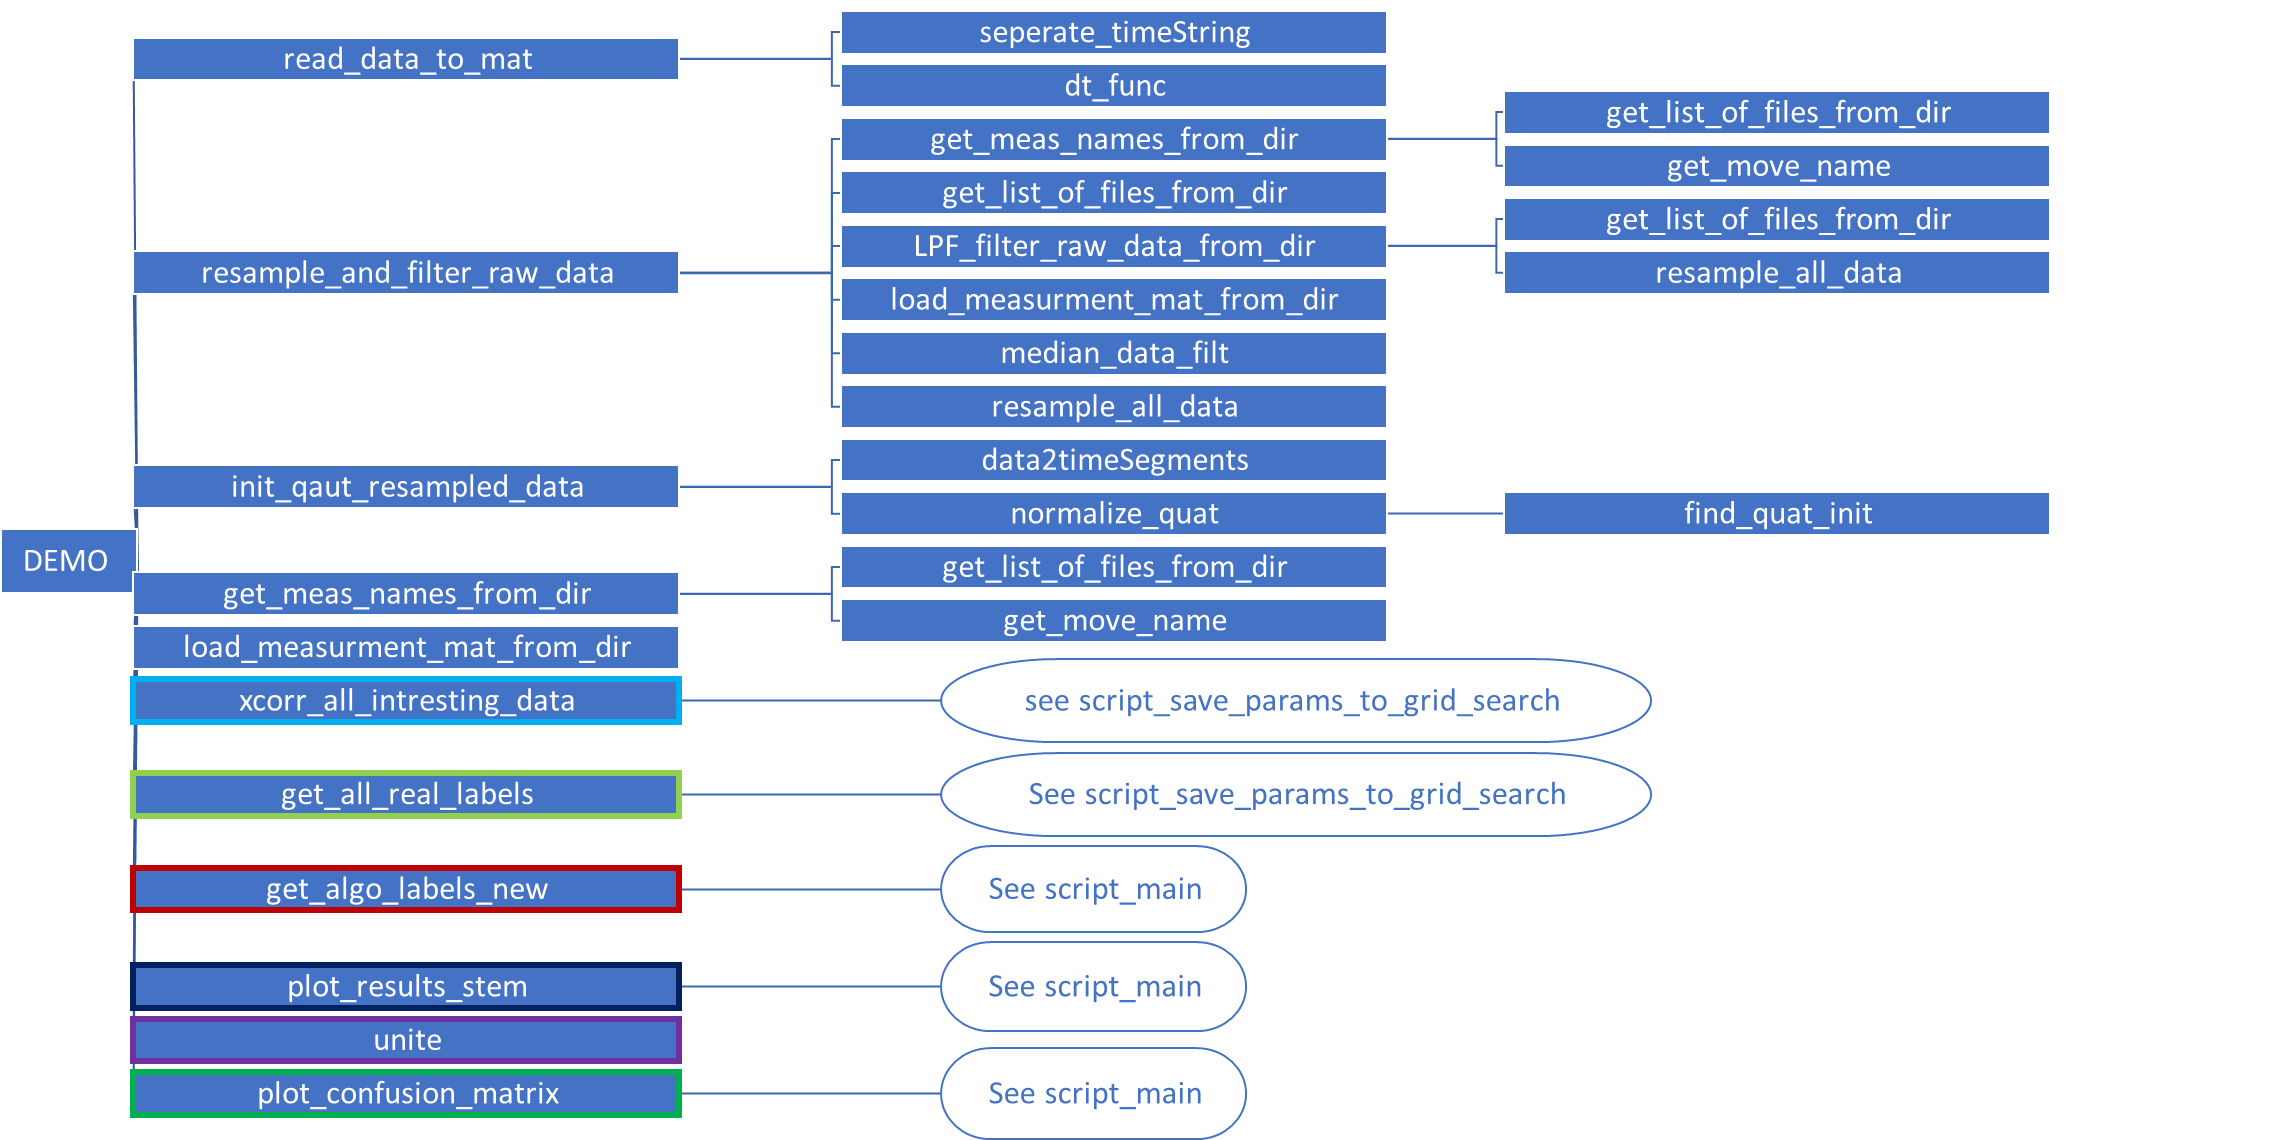 DEMO
read_data_to_mat
seperate_timeString
dt_func
resample_and_filter_raw_data
get_meas_names_from_dir
get_list_of_files_from_dir
get_move_name
get_list_of_files_from_dir
LPF_filter_raw_data_from_dir
get_list_of_files_from_dir
resample_all_data
load_measurment_mat_from_dir
median_data_filt
resample_all_data
init_qaut_resampled_data
data2timeSegments
normalize_quat
find_quat_init
get_meas_names_from_dir
get_list_of_files_from_dir
get_move_name
load_measurment_mat_from_dir
xcorr_all_intresting_data
see script_save_params_to_grid_search
get_all_real_labels
See script_save_params_to_grid_search
get_algo_labels_new
See script_main
plot_results_stem
See script_main
unite
plot_confusion_matrix
See script_main